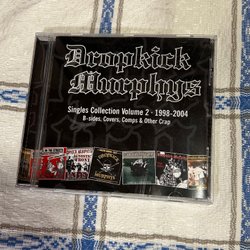 Dropkick
Murphys
Singles Collection Volume 2 - 1998-2004
B-sides, Covers, Comps & Other Crap